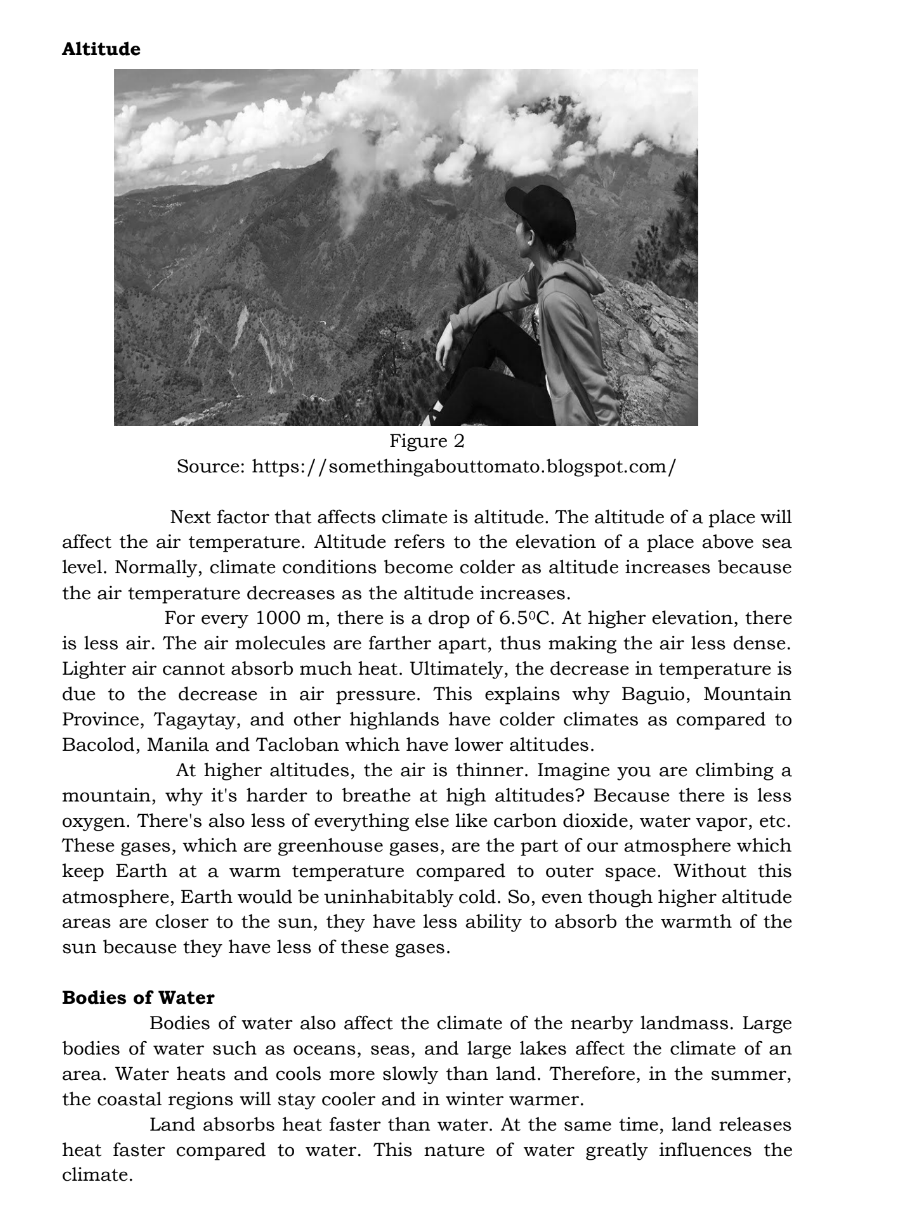 Altitude
Figure 2
Source: https://somethingabouttomato.blogspot.com/
Next factor that affects climate is altitude. The altitude of a place will
affect the air temperature. Altitude refers to the elevation of a place above sea
level. Normally, climate conditions become colder as altitude increases because
the air temperature decreases as the altitude increases.
For every 1000 m, there is a drop of 6.5⁰C. At higher elevation, there
is less air. The air molecules are farther apart, thus making the air less dense.
Lighter air cannot absorb much heat. Ultimately, the decrease in temperature is
due to the decrease in air pressure. This explains why Baguio, Mountain
Province, Tagaytay, and other highlands have colder climates as compared to
Bacolod, Manila and Tacloban which have lower altitudes.
At higher altitudes, the air is thinner. Imagine you are climbing a
mountain, why it's harder to breathe at high altitudes? Because there is less
oxygen. There's also less of everything else like carbon dioxide, water vapor, etc.
These gases, which are greenhouse gases, are the part of our atmosphere which
keep Earth at a warm temperature compared to outer space. Without this
atmosphere, Earth would be uninhabitably cold. So, even though higher altitude
areas are closer to the sun, they have less ability to absorb the warmth of the
sun because they have less of these gases.
Bodies of Water
Bodies of water also affect the climate of the nearby landmass. Large
bodies of water such as oceans, seas, and large lakes affect the climate of an
area. Water heats and cools more slowly than land. Therefore, in the summer,
the coastal regions will stay cooler and in winter warmer.
Land absorbs heat faster than water. At the same time, land releases
heat faster compared to water. This nature of water greatly influences the
climate.